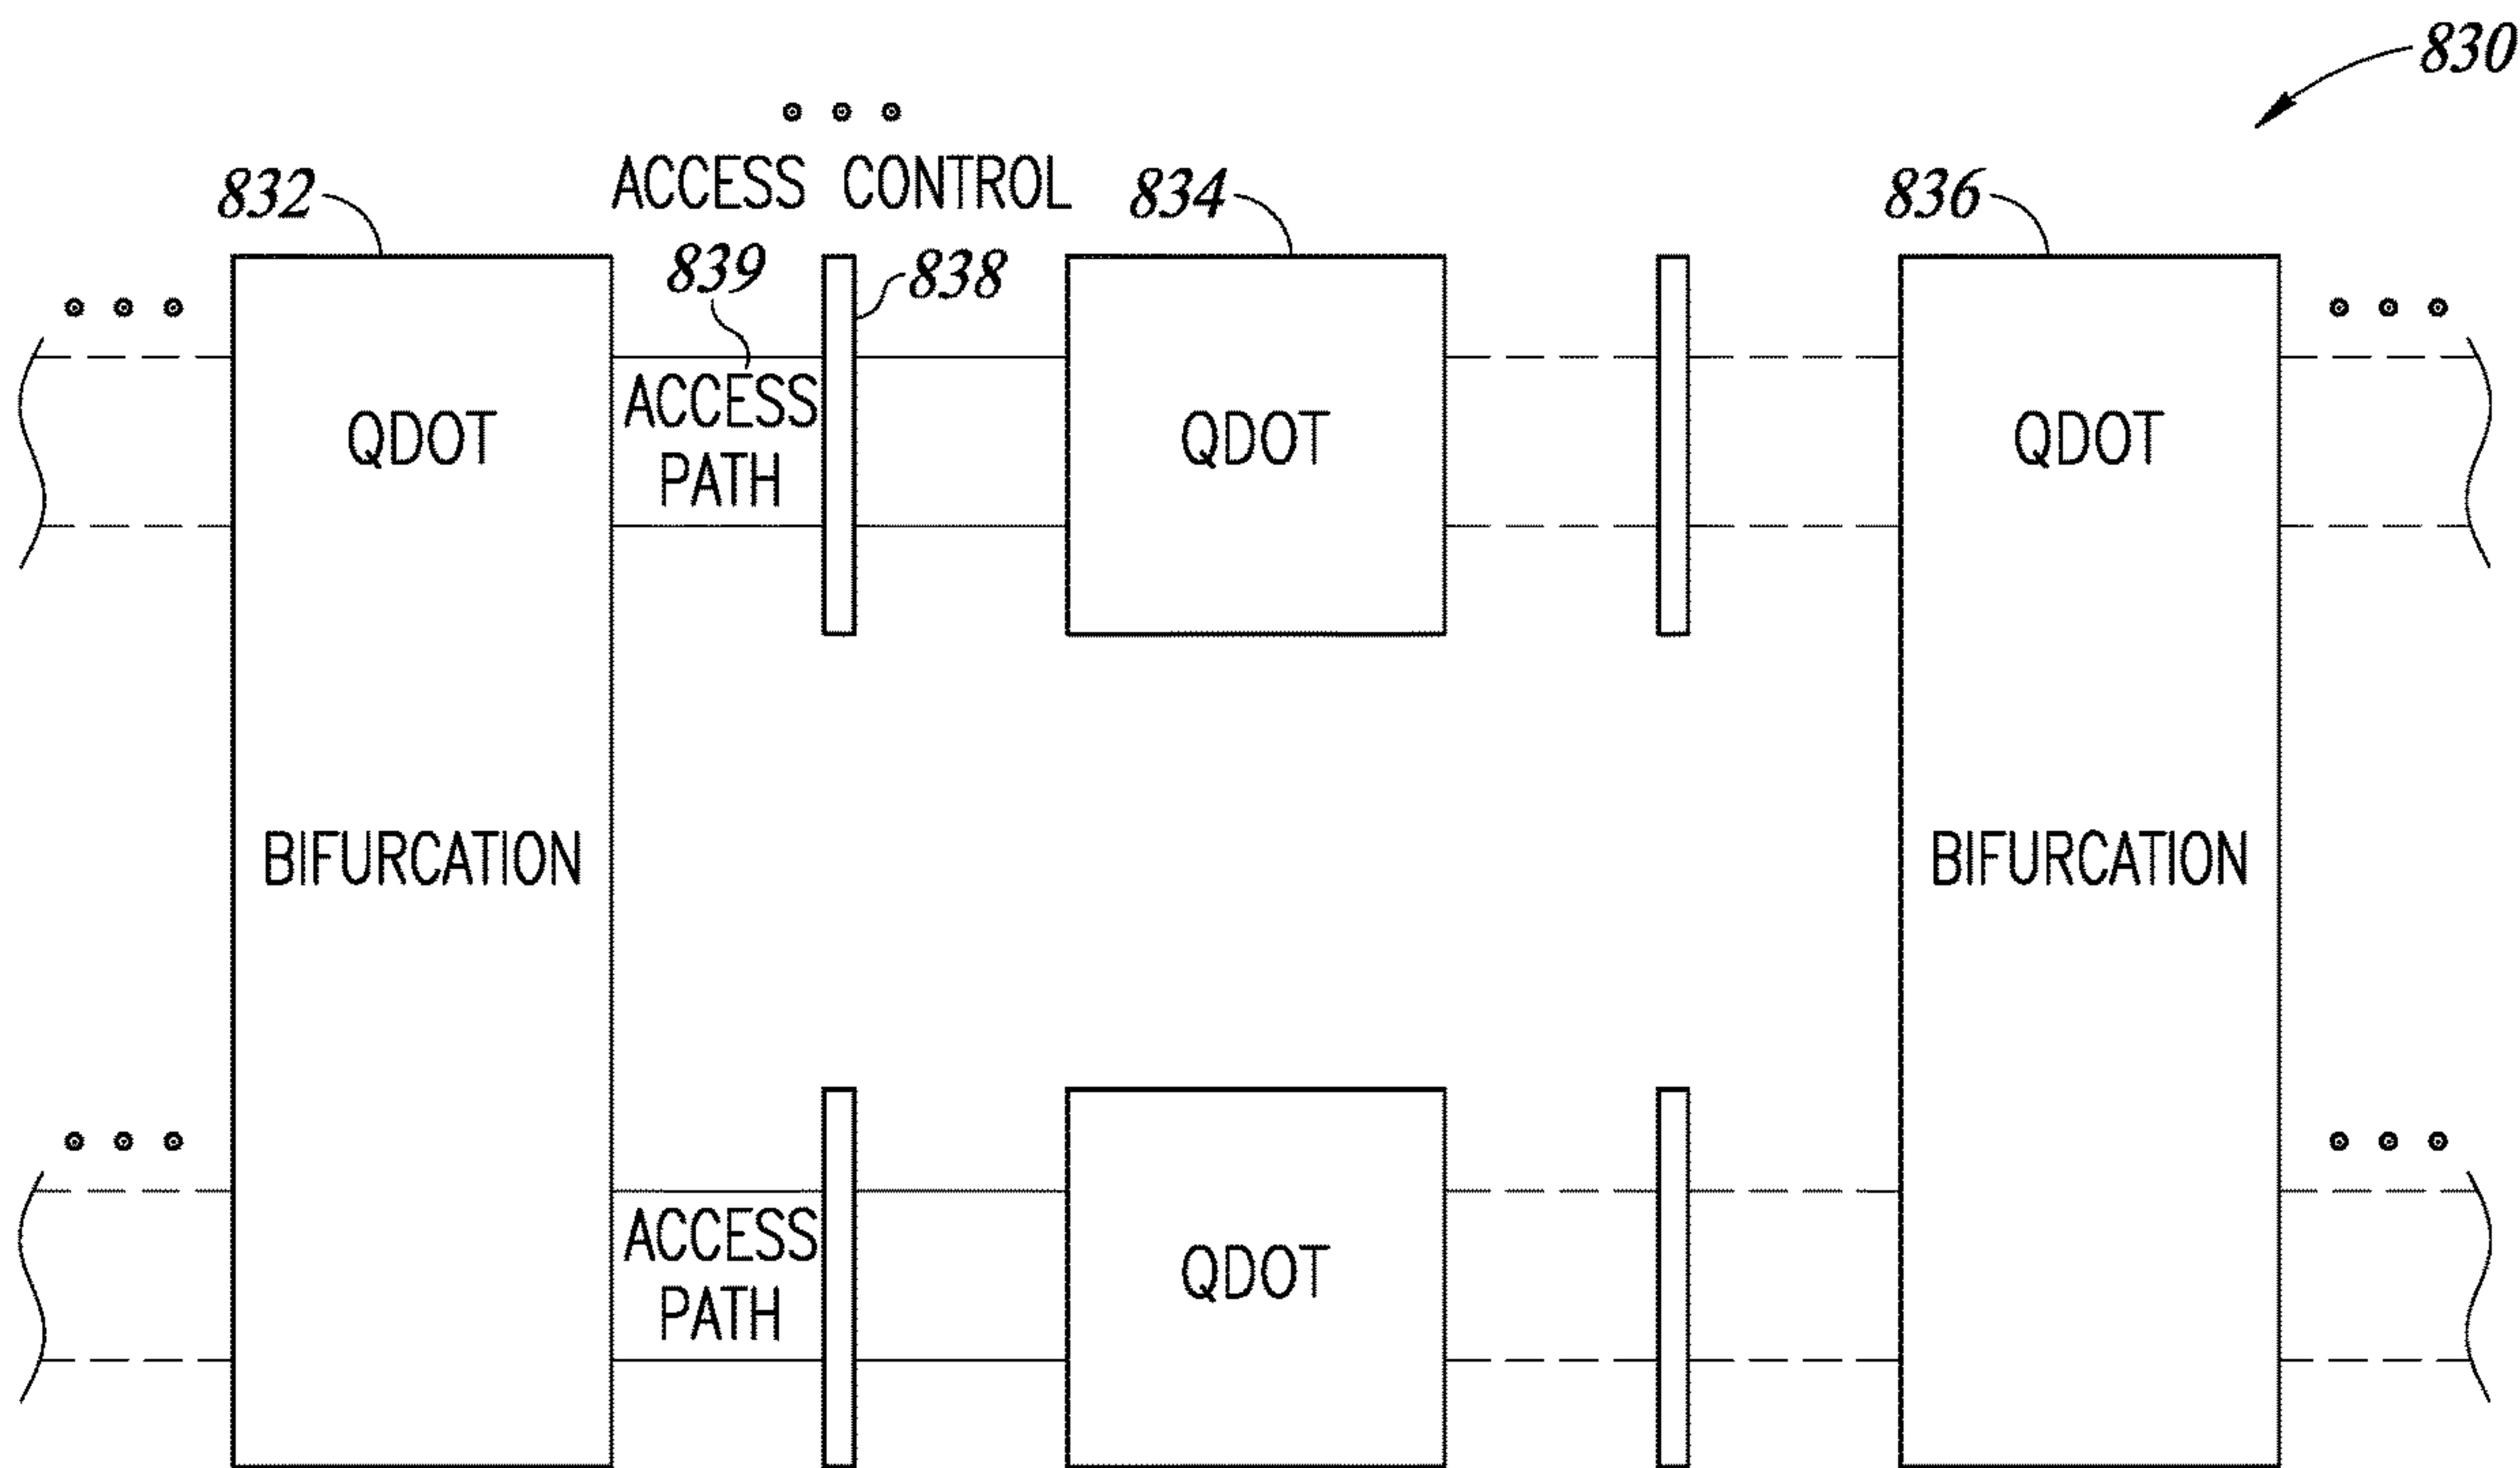 830
ACCESS CONTROL
832
834
836
839
838
QDOT
ACCESS
PATH
QDOT
QDOT
BIFURCATION
BIFURCATION
ACCESS
PATH
QDOT